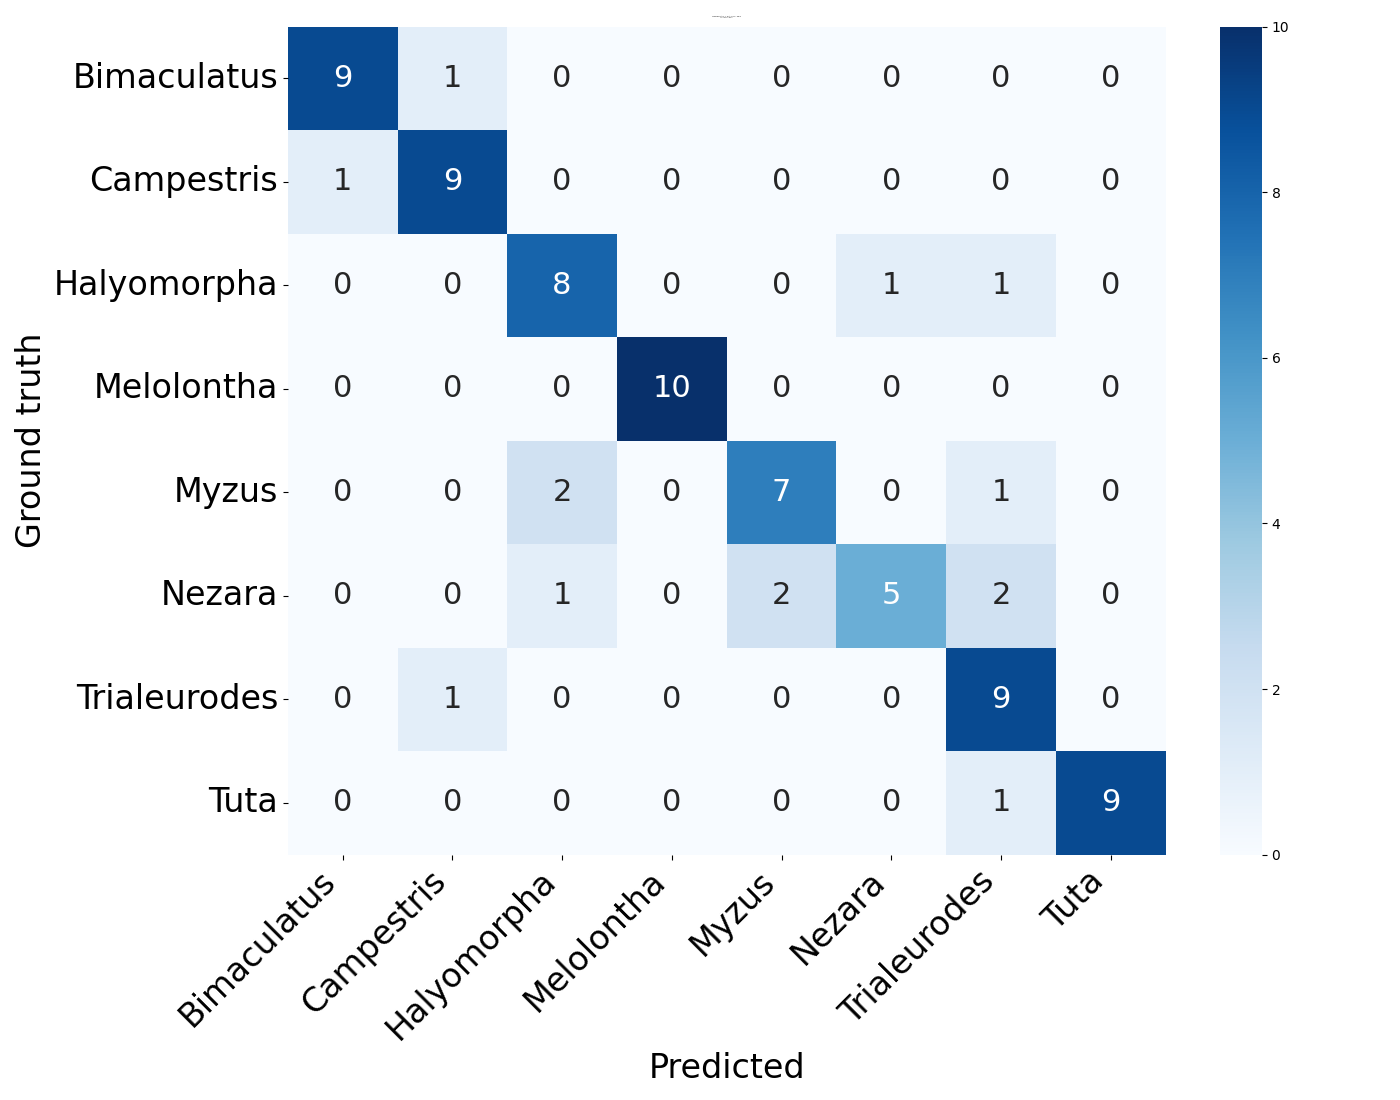 Ground truth
Bimaculatus 9 1 0 0 0 0 0 0
Campestris 1 9 0 0 0 0 0 0
Halyomorpha 0 0 8 0 0 1 1 0
Melolontha 0 0 0 10 0 0 0 0
Myzus 0 0 2 0 7 0 1 0
Nezara 0 0 1 0 2 5 2 0
Trialeurodes 0 1 0 0 0 0 9 0
Tuta 0 0 0 0 0 0 1 9
Bimaculatus Campestris Halyomorpha Melolontha Myzus Nezara Trialeurodes Tuta
Predicted
10
8
6
4
2
0